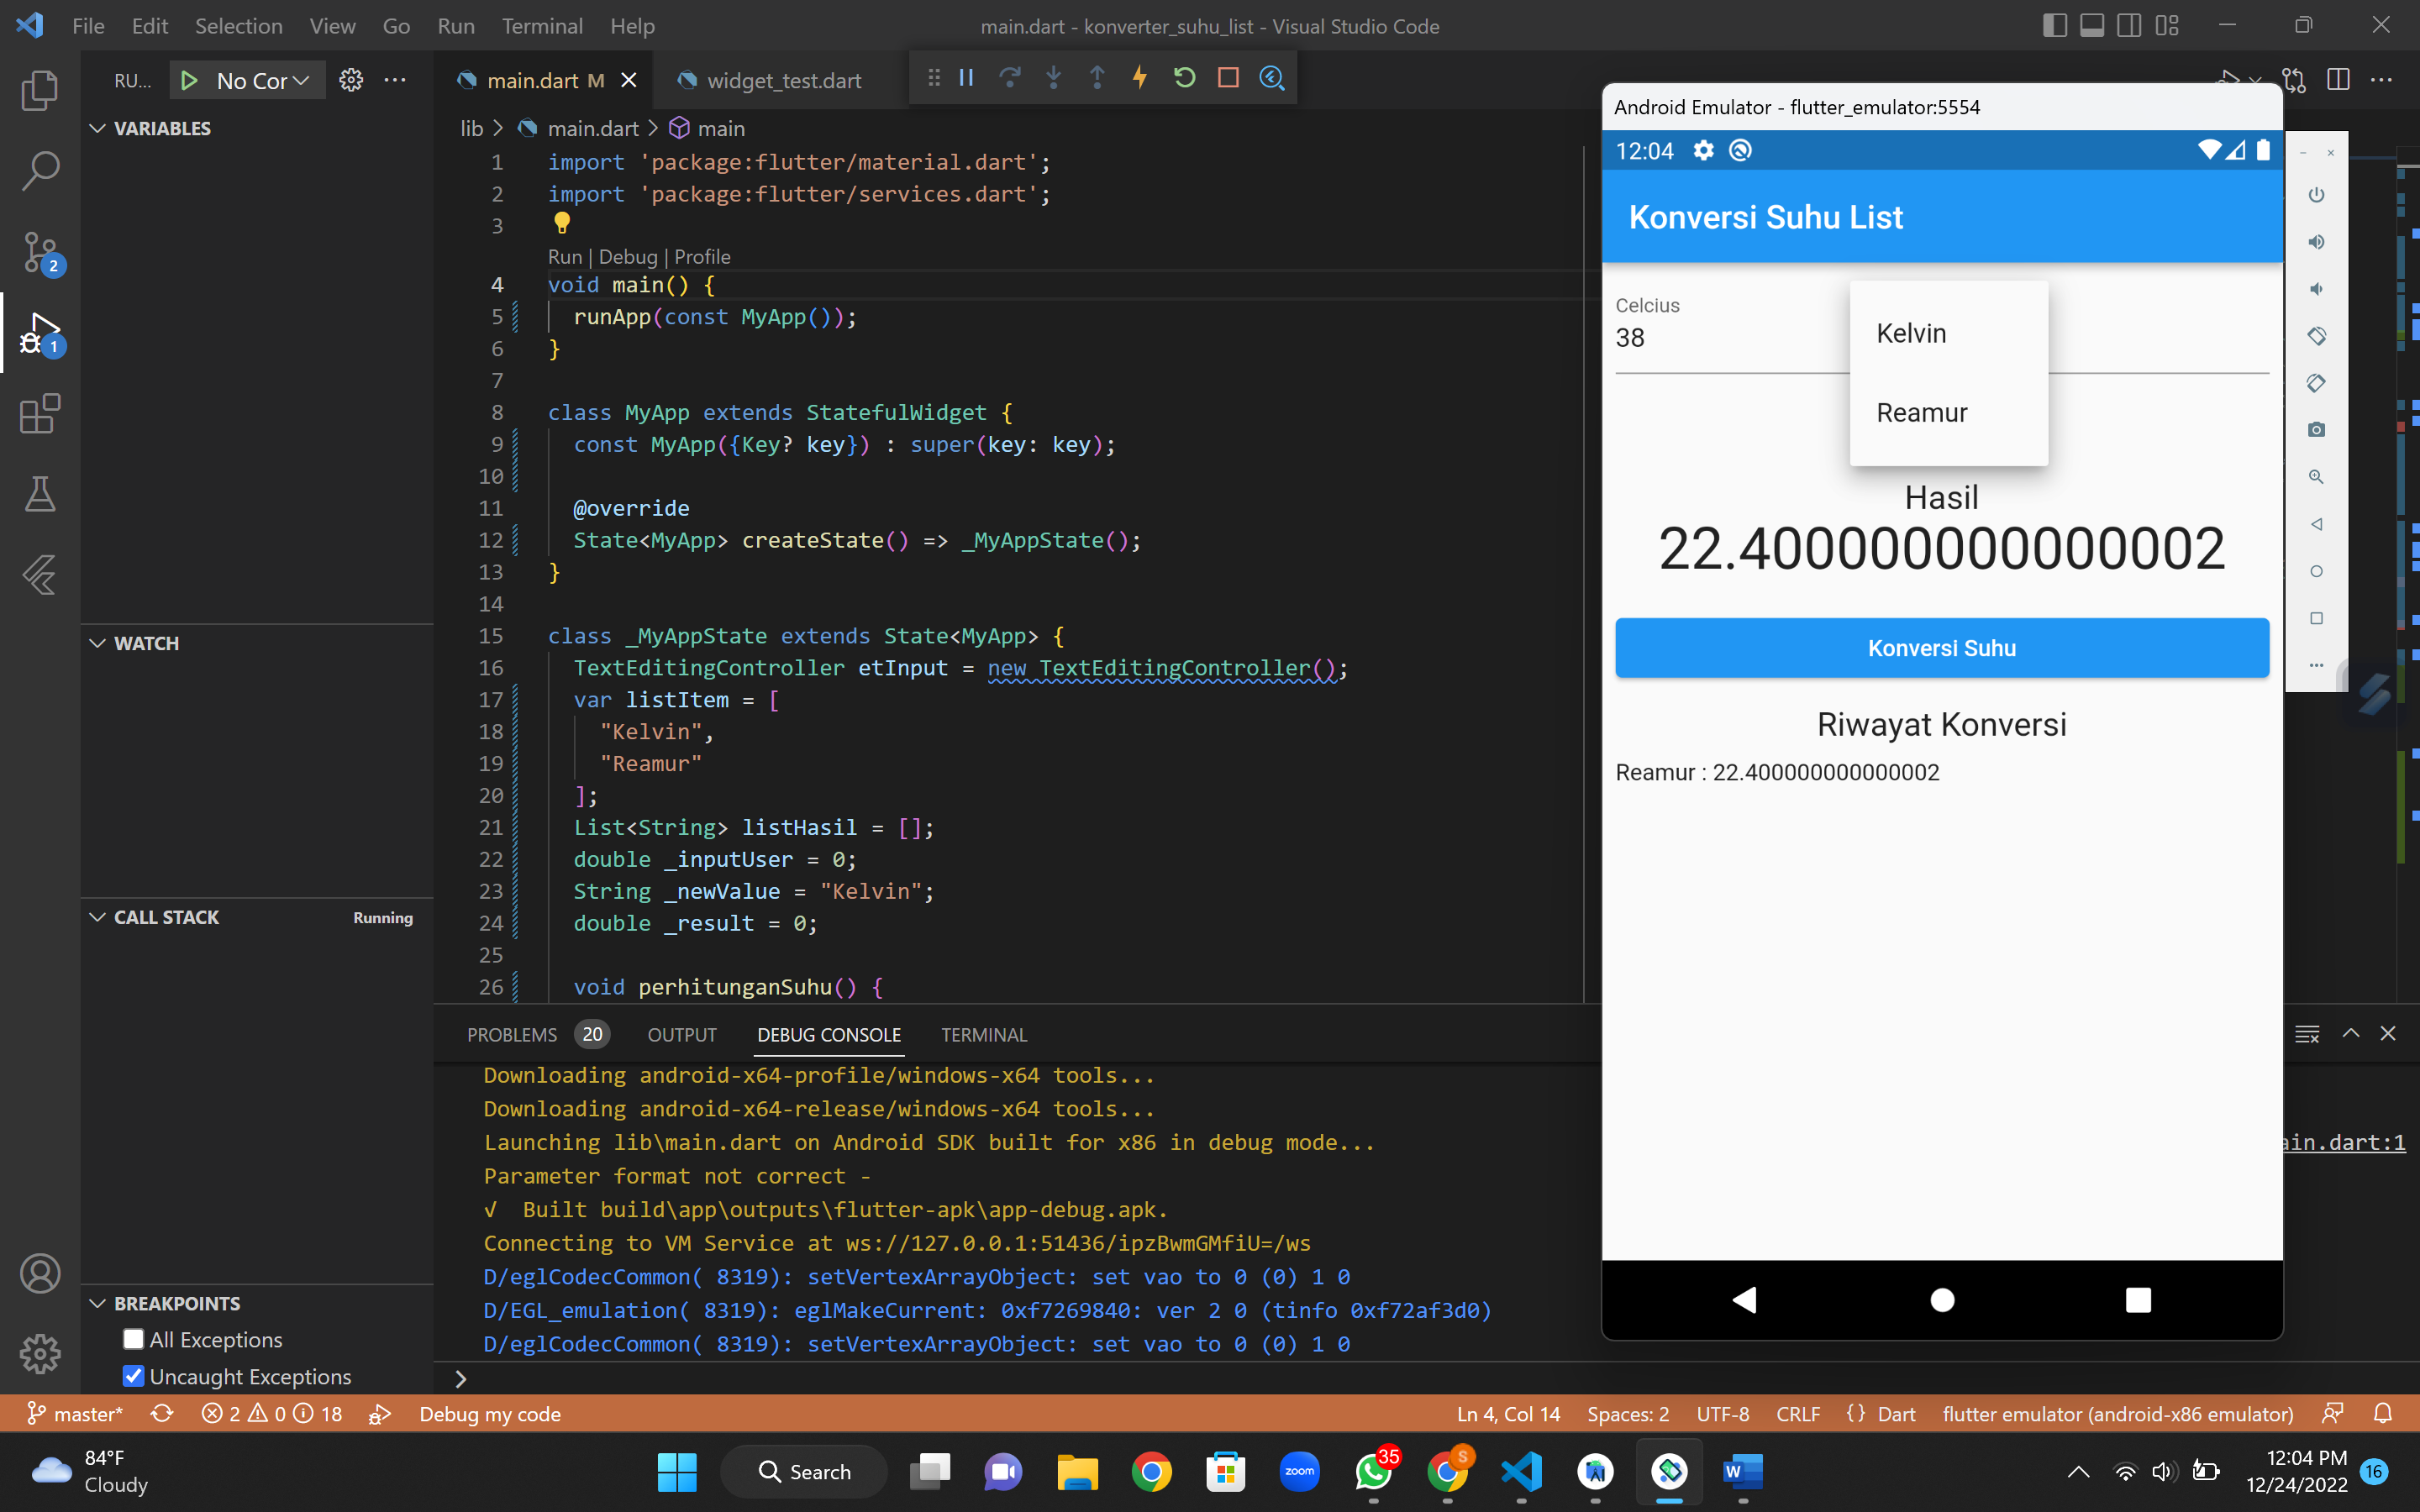 File Edit Selection View Go Run Terminal Help
main.dart - konverter_suhu_list - Visual Studio Code
RU... No Cor
main.dart M
widget_test.dart
VARIABLES
WATCH
CALL STACK Running
BREAKPOINTS
All Exceptions
Uncaught Exceptions
2
1
lib > main.dart > main
1 import 'package:flutter/material.dart';
2 import 'package:flutter/services.dart';
3
Run | Debug | Profile
4 void main() {
5 runApp(const MyApp());
6 }
7
8 class MyApp extends StatefulWidget {
9 const MyApp({Key? key}) : super(key: key);
10
11 @override
12 State<MyApp> createState() => _MyAppState();
13 }
14
15 class _MyAppState extends State<MyApp> {
16 TextEditingController etInput = new TextEditingController();
17 var listItem = [
18 "Kelvin",
19 "Reamur"
20 ];
21 List<String> listHasil = [];
22 double _inputUser = 0;
23 String _newValue = "Kelvin";
24 double _result = 0;
25
26 void perhitunganSuhu() {
PROBLEMS 20 OUTPUT DEBUG CONSOLE TERMINAL
Downloading android-x64-profile/windows-x64 tools...
Downloading android-x64-release/windows-x64 tools...
Launching lib\main.dart on Android SDK built for x86 in debug mode...
Parameter format not correct -
√ Built build\app\outputs\flutter-apk\app-debug.apk.
Connecting to VM Service at ws://127.0.0.1:51436/ipzBwmGMfiU=/ws
D/eglCodecCommon( 8319): setVertexArrayObject: set vao to 0 (0) 1 0
D/EGL_emulation( 8319): eglMakeCurrent: 0xf7269840: ver 2 0 (tinfo 0xf72af3d0)
D/eglCodecCommon( 8319): setVertexArrayObject: set vao to 0 (0) 1 0
ain.dart:1
Android Emulator - flutter_emulator:5554
12:04
Konversi Suhu List
Celcius
38
Kelvin
Reamur
Hasil
22.400000000000002
Konversi Suhu
Riwayat Konversi
Reamur : 22.400000000000002
master* 2 0 18 Debug my code
Ln 4, Col 14 Spaces: 2 UTF-8 CRLF {} Dart flutter emulator (android-x86 emulator)
84°F
Cloudy
Search
zoom
35
S
W
12:04 PM
12/24/2022
16